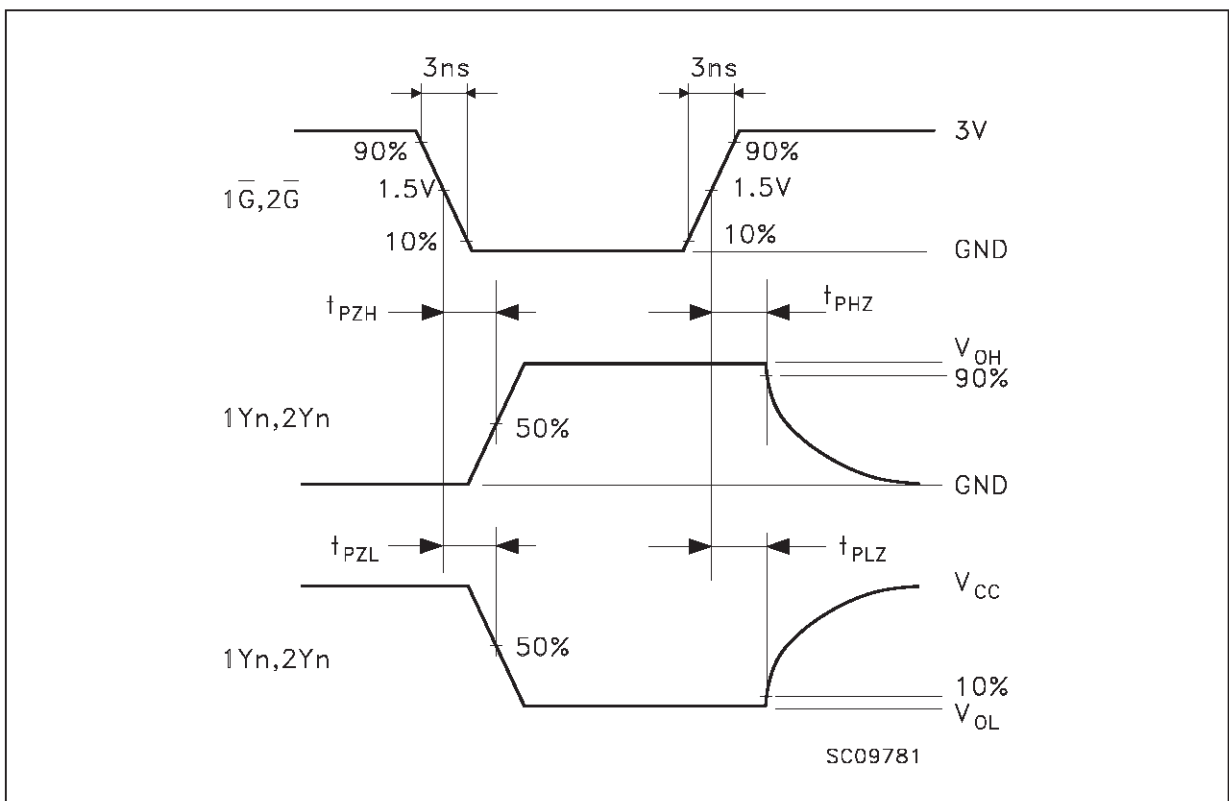 3ns 3ns
3V
90% 90%
1G̅,2G̅ 1.5V 1.5V
10% 10%
GND
tPZH tPHZ
VOH
90%
1Yn,2Yn 50%
GND
tPZL tPLZ
VCC
1Yn,2Yn 50%
10%
VOL
SC09781